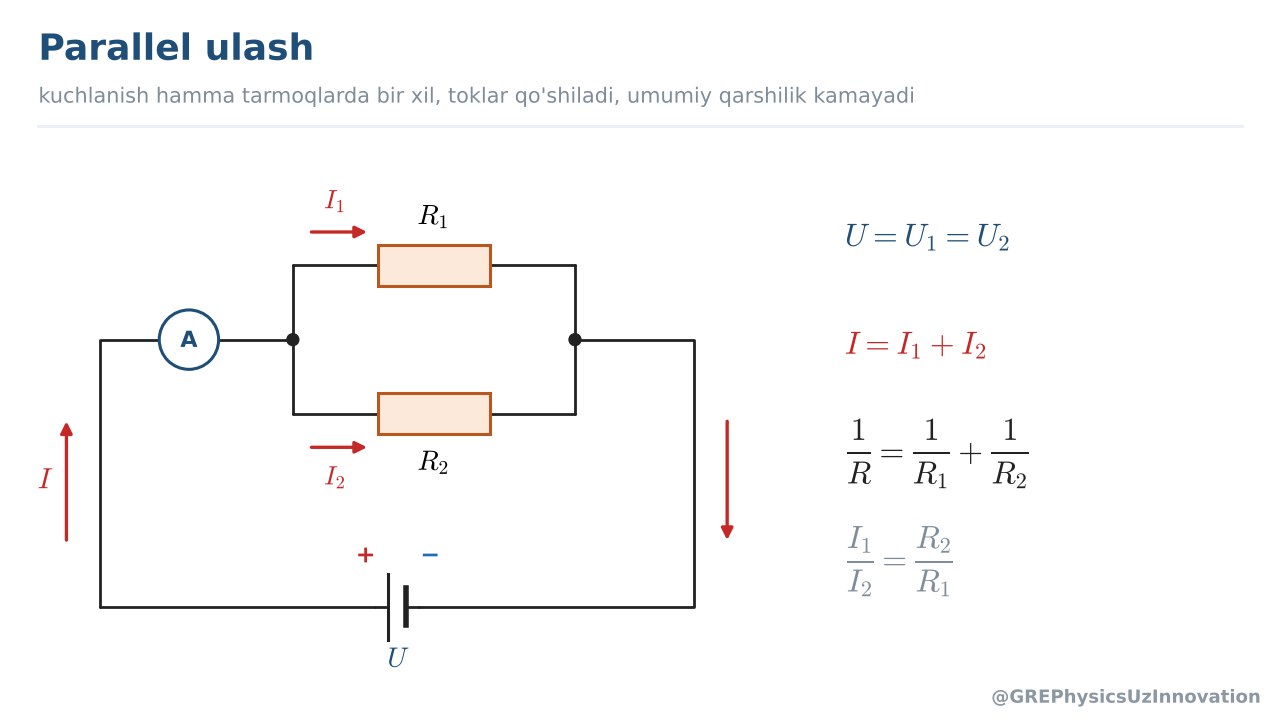 Parallel ulash
kuchlanish hamma tarmoqlarda bir xil, toklar qo'shiladi, umumiy qarshilik kamayadi
I₁
R₁
U = U₁ = U₂
A
I = I₁ + I₂
1/R = 1/R₁ + 1/R₂
R₂
I₂
I
+ −
I₁/I₂ = R₂/R₁
U
@GREPhysicsUzInnovation